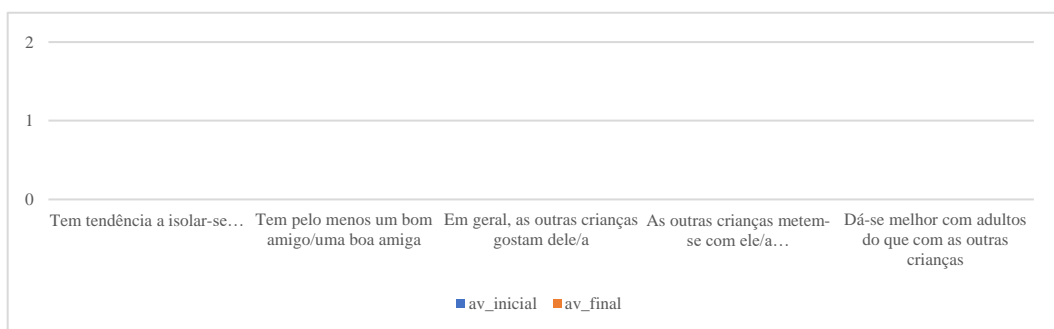 2
1
0
Tem tendência a isolar-se…
Tem pelo menos um bom
amigo/uma boa amiga
Em geral, as outras crianças
gostam dele/a
As outras crianças metem-
se com ele/a…
Dá-se melhor com adultos
do que com as outras
crianças
av_inicial
av_final